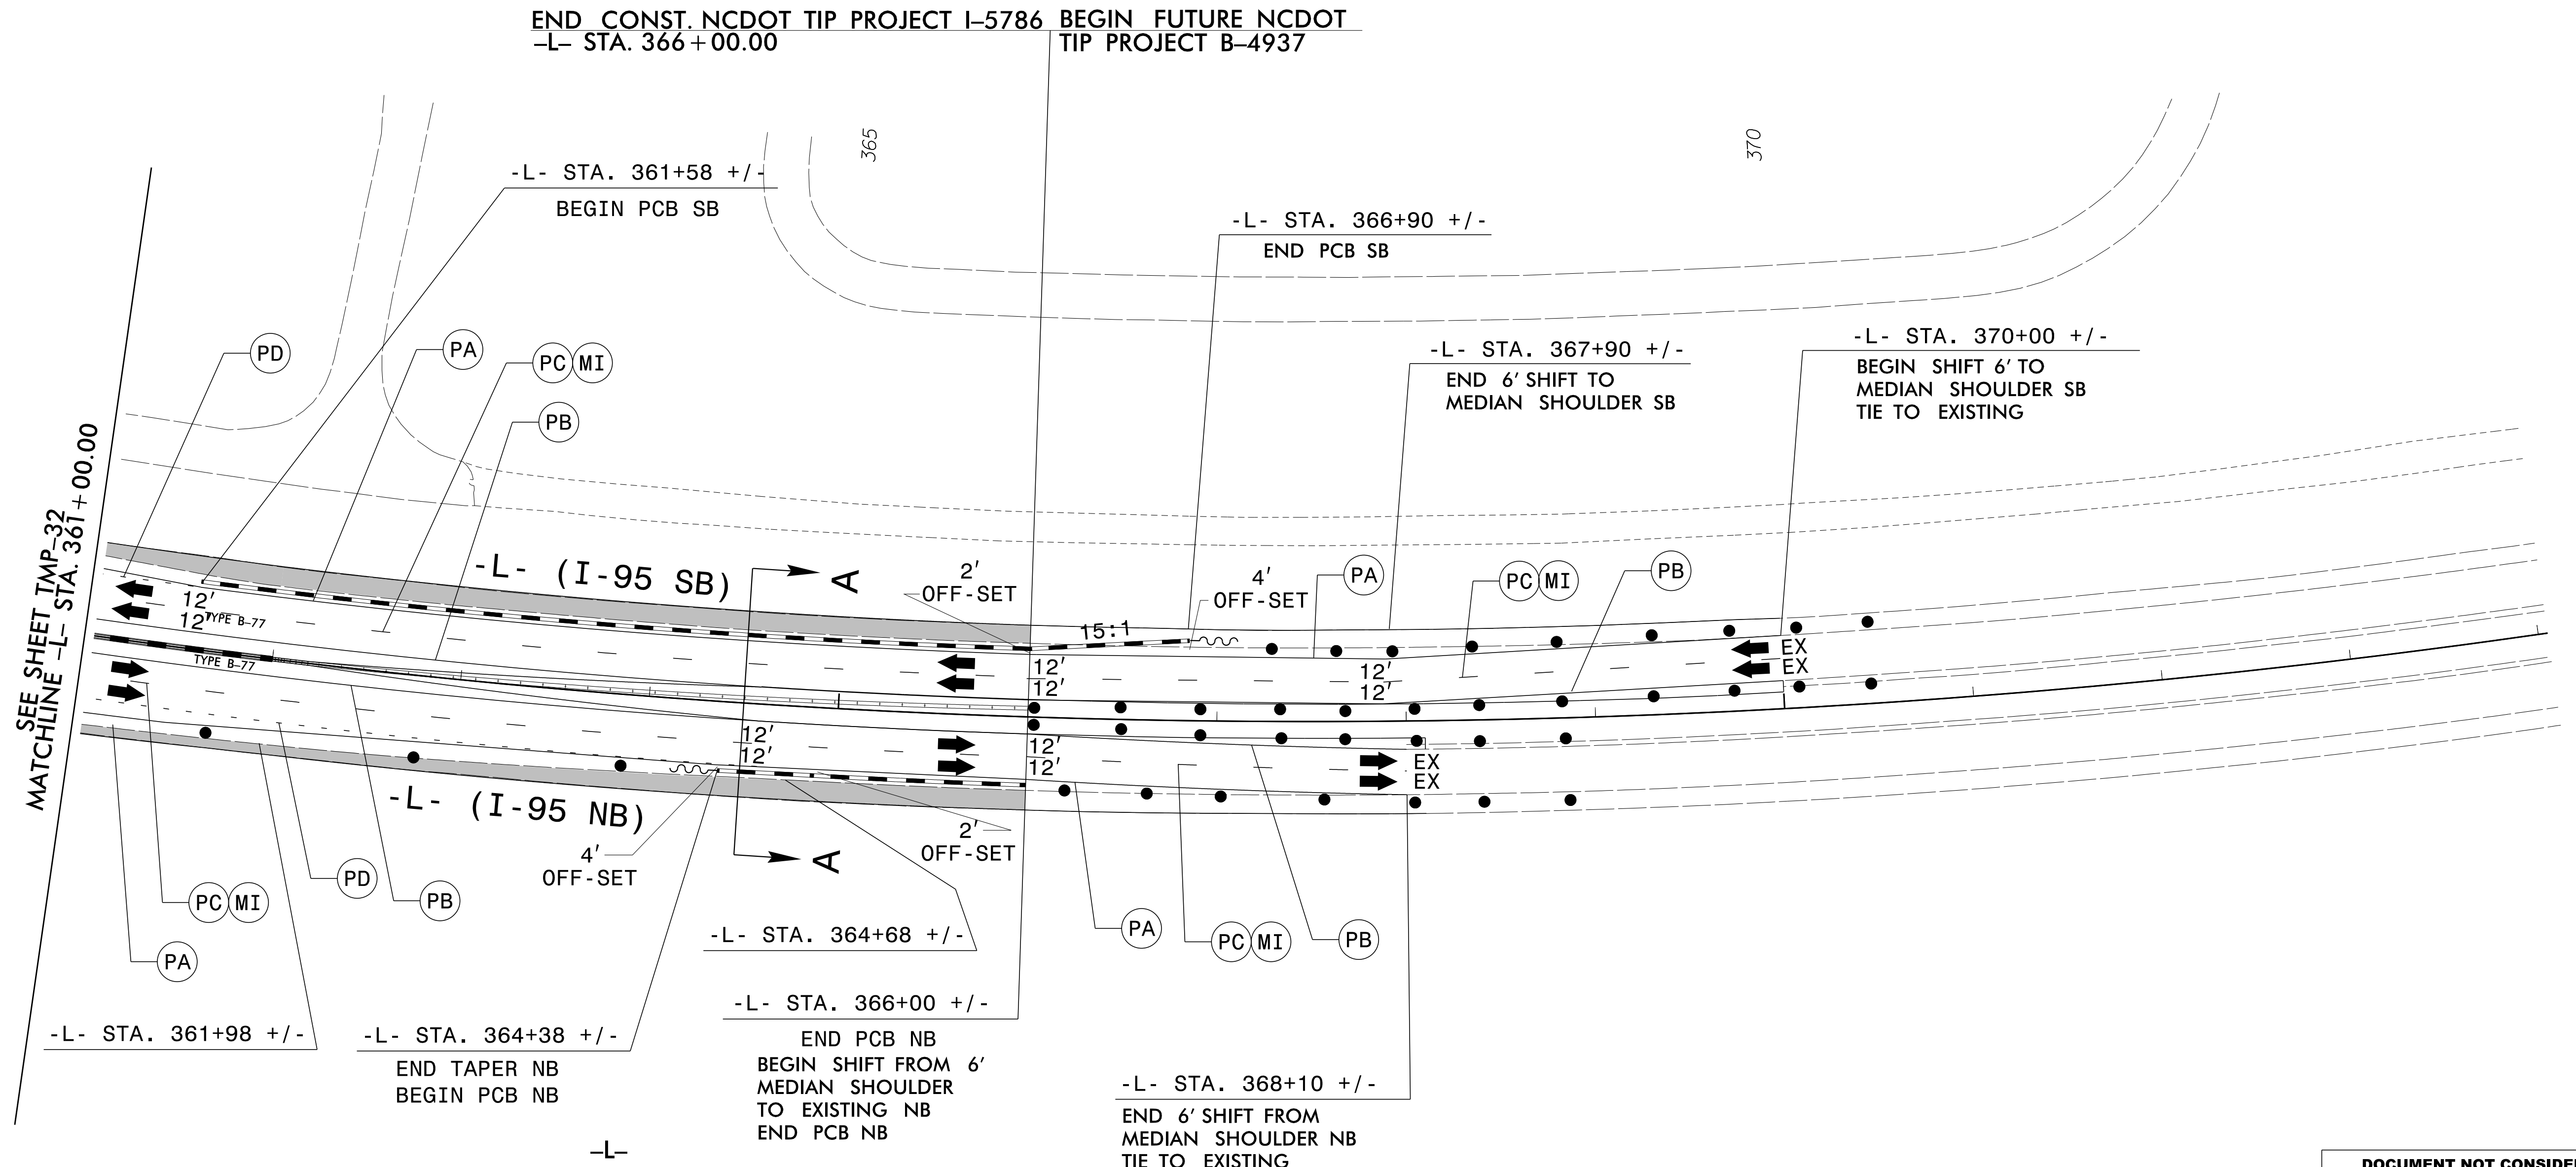 END CONST. NCDOT TIP PROJECT I–5786
–L– STA. 366+00.00
BEGIN FUTURE NCDOT
TIP PROJECT B–4937
365
370
-L- STA. 361+58 +/-
BEGIN PCB SB
-L- STA. 366+90 +/-
END PCB SB
-L- STA. 367+90 +/-
END 6' SHIFT TO
MEDIAN SHOULDER SB
-L- STA. 370+00 +/-
BEGIN SHIFT 6' TO
MEDIAN SHOULDER SB
TIE TO EXISTING
PD
PA
PC MI
PB
SEE SHEET TMP–32
MATCHLINE –L– STA. 361+00.00
-L- (I-95 SB)
A
2'
OFF-SET
4'
OFF-SET
PA
PC MI
PB
15:1
12'
12'
TYPE B–77
TYPE B–77
12'
12'
12'
12'
EX
EX
12'
12'
12'
12'
EX
EX
-L- (I-95 NB)
A
4'
OFF-SET
2'
OFF-SET
PC MI
PD
PB
PA
PA
PC MI
PB
-L- STA. 364+68 +/-
-L- STA. 361+98 +/-
-L- STA. 364+38 +/-
END TAPER NB
BEGIN PCB NB
-L- STA. 366+00 +/-
END PCB NB
BEGIN SHIFT FROM 6'
MEDIAN SHOULDER
TO EXISTING NB
END PCB NB
-L- STA. 368+10 +/-
END 6' SHIFT FROM
MEDIAN SHOULDER NB
TIE TO EXISTING
–L–
DOCUMENT NOT